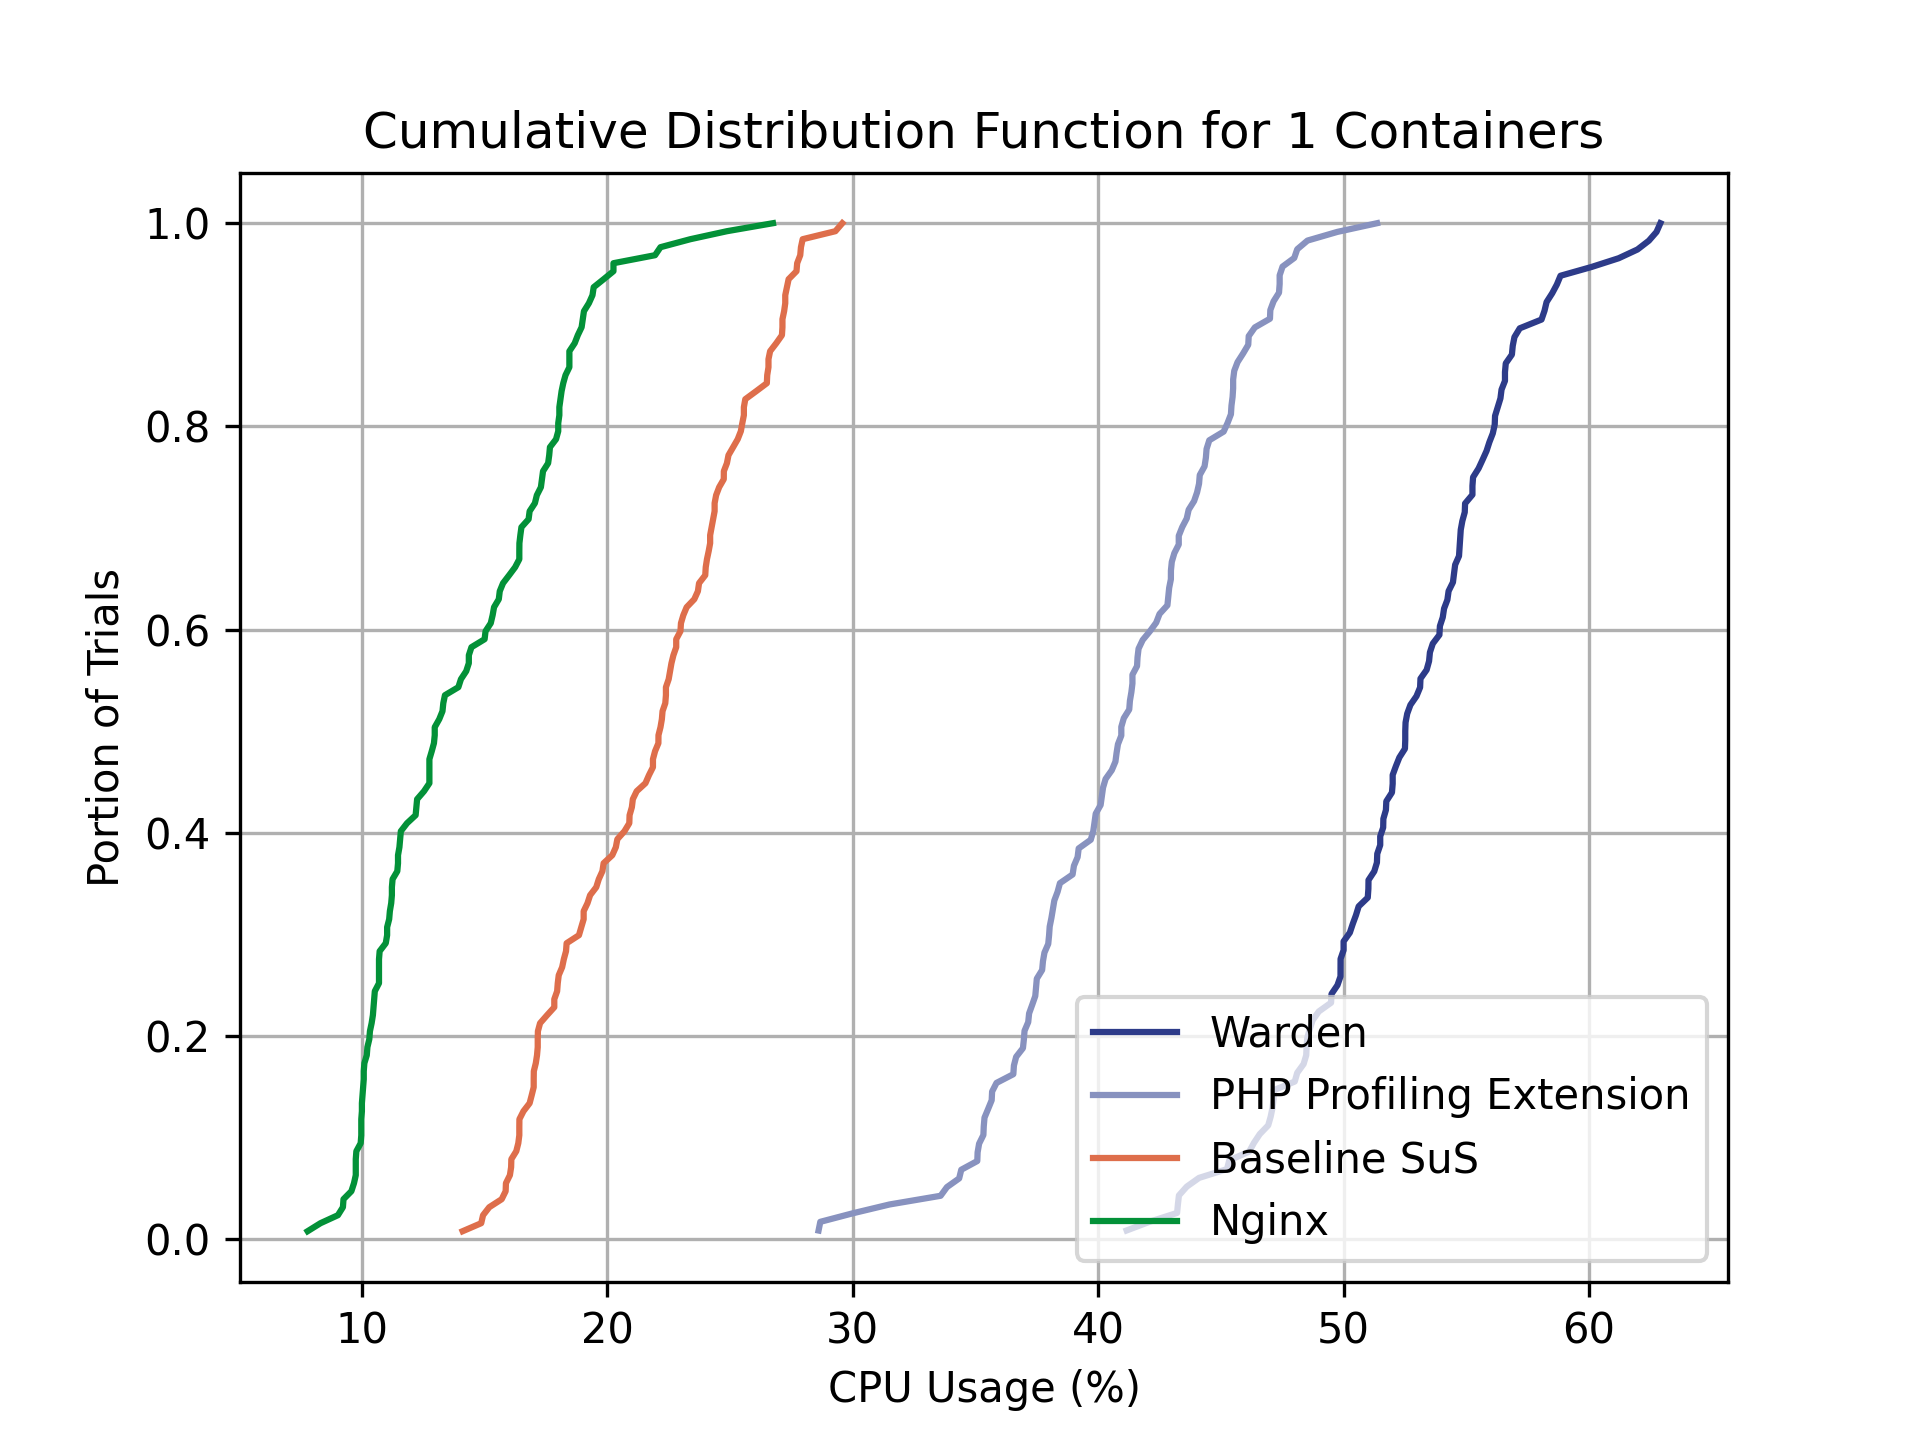 Cumulative Distribution Function for 1 Containers
Portion of Trials
1.0
0.8
0.6
0.4
0.2
0.0
Warden
PHP Profiling Extension
Baseline SuS
Nginx
10 20 30 40 50 60
CPU Usage (%)